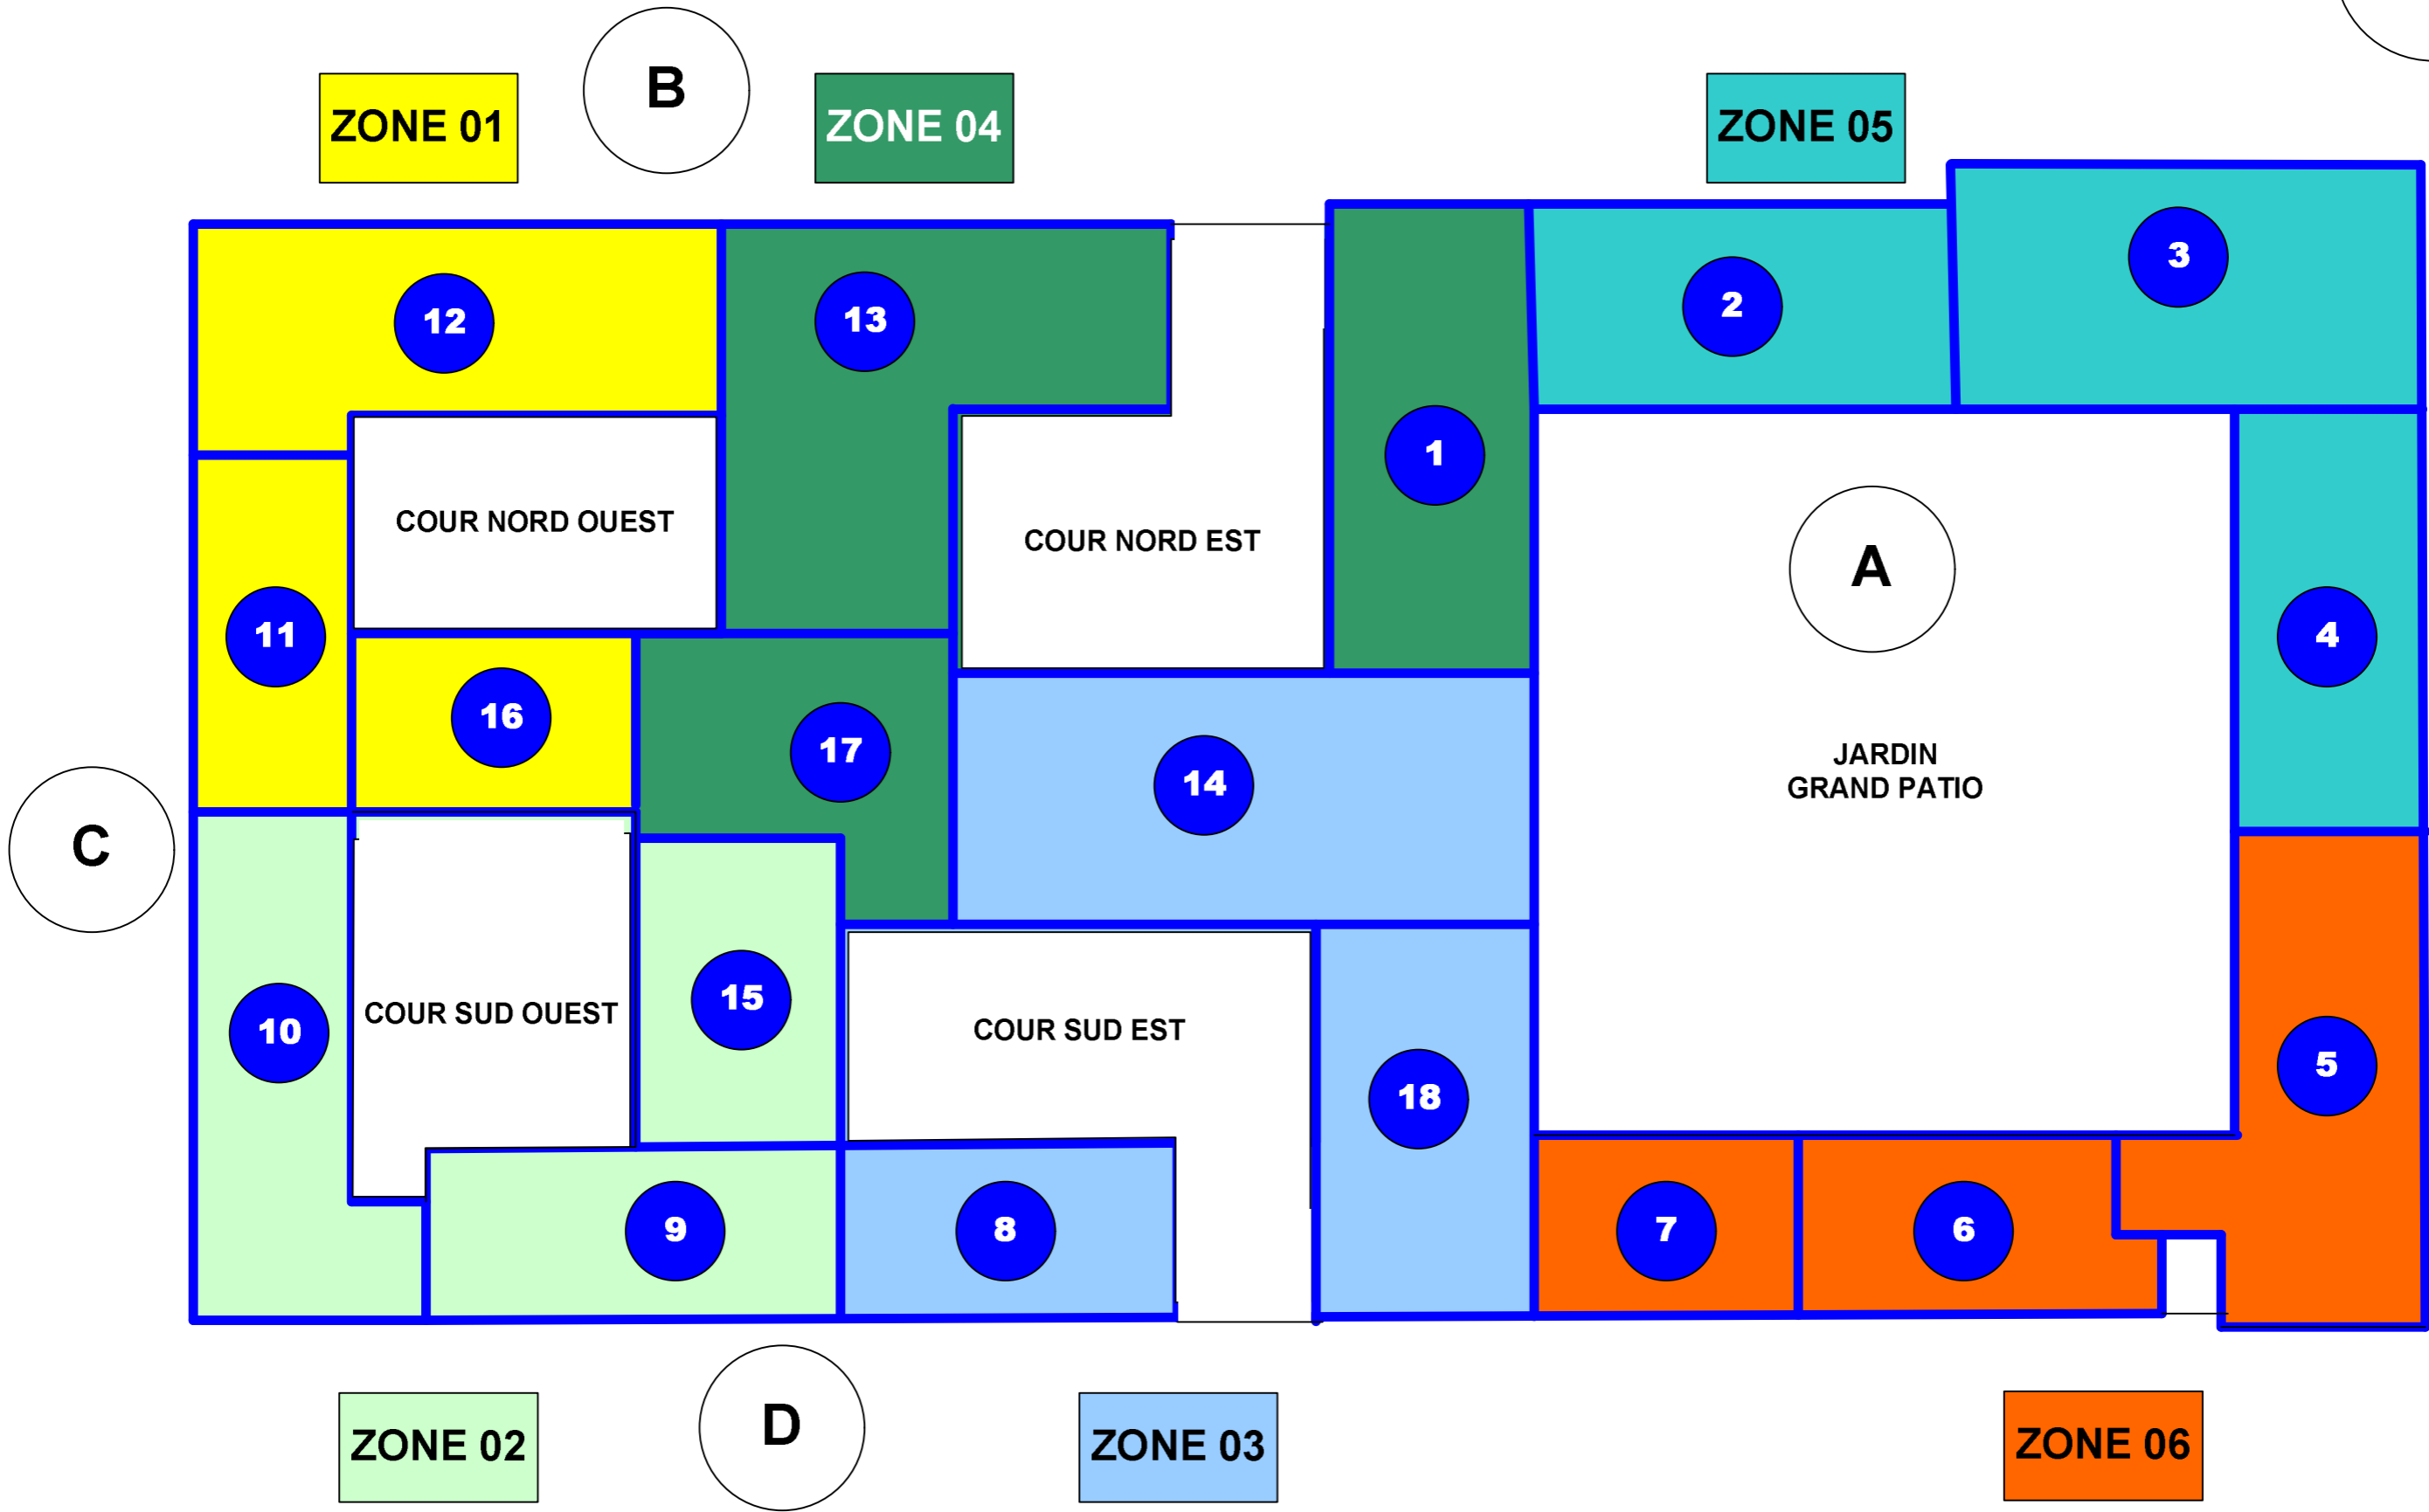 B
ZONE 01
ZONE 04
ZONE 05
3
2
12
13
1
COUR NORD OUEST
COUR NORD EST
A
11
4
16
17
JARDIN
GRAND PATIO
14
C
15
COUR SUD OUEST
10
COUR SUD EST
5
18
9
8
7
6
D
ZONE 02
ZONE 03
ZONE 06